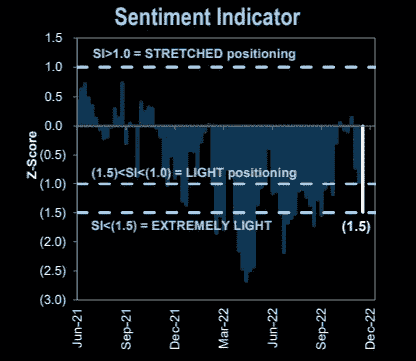 Sentiment Indicator
1.5
SI>1.0 = STRETCHED positioning
1.0
0.5
0.0
(0.5)
(1.5)<SI<(1.0) = LIGHT positioning
(1.0)
(1.5)
SI<(1.5) = EXTREMELY LIGHT
(1.5)
(2.0)
(2.5)
(3.0)
Z-Score
Jun-21
Sep-21
Dec-21
Mar-22
Jun-22
Sep-22
Dec-22